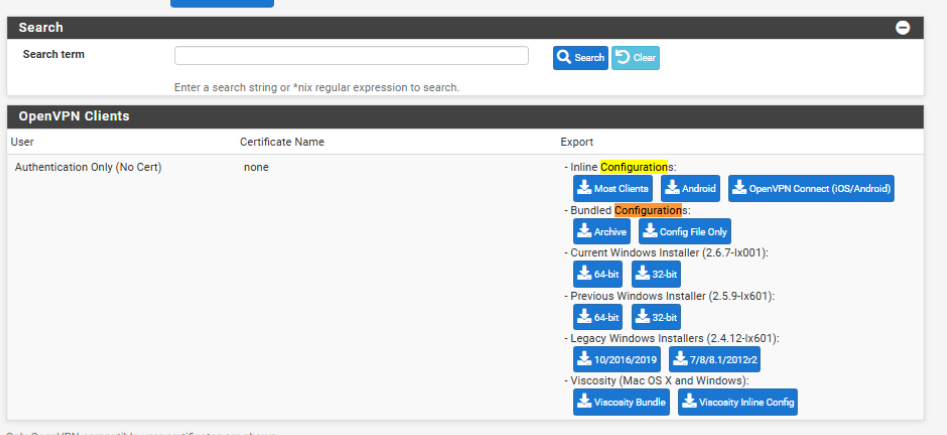 Search
Search term
Search Clear
Enter a search string or *nix regular expression to search.
OpenVPN Clients
User Certificate Name Export
Authentication Only (No Cert) none - Inline Configurations:
Most Clients Android OpenVPN Connect (iOS/Android)
- Bundled Configurations:
Archive Config File Only
- Current Windows Installer (2.6.7-Ix001):
64-bit 32-bit
- Previous Windows Installer (2.5.9-Ix601):
64-bit 32-bit
- Legacy Windows Installers (2.4.12-Ix601):
10/2016/2019 7/8/8.1/2012r2
- Viscosity (Mac OS X and Windows):
Viscosity Bundle Viscosity Inline Config